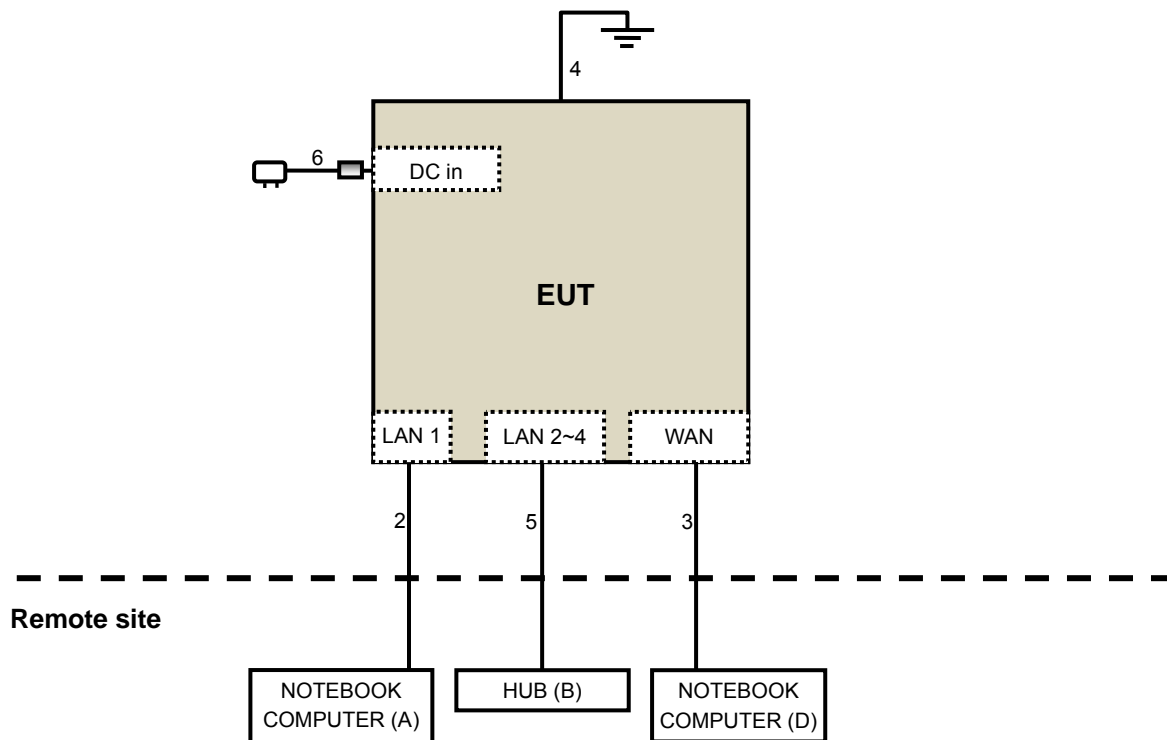 4
6
DC in
EUT
LAN 1
LAN 2~4
WAN
2
5
3
Remote site
NOTEBOOK
COMPUTER (A)
HUB (B)
NOTEBOOK
COMPUTER (D)